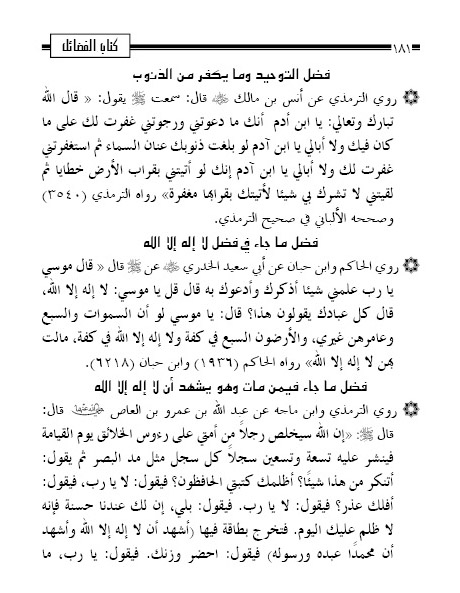 ١٨١ كتاب الفضائل
فضل التوحيد وما يكفر من الذنوب
روي الترمذي عن أنس بن مالك ﷺ قال: سمعت ﷺ يقول: « قال الله
تبارك وتعالي: يا ابن أدم أنك ما دعوتني ورجوتني غفرت لك على ما
كان فيك ولا أبالي يا ابن آدم لو بلغت ذنوبك عنان السماء ثم استغفرتني
غفرت لك ولا أبالي يا ابن آدم إنك لو أتيتني بقراب الأرض خطايا ثم
لقيتني لا تشرك بي شيئا لأتيتك بقرابها مغفرة» رواه الترمذي (٣٥٤٠)
وصححه الألباني في صحيح الترمذي.
فضل ما جاء في فضل لا إله إلا الله
روي الحاكم وابن حبان عن أبي سعيد الخدري عن ﷺ قال « قال موسي
يا رب علمني شيئا أذكرك وأدعوك به قال قل يا موسي: لا إله إلا الله،
قال كل عبادك يقولون هذا؟ قال: يا موسي لو أن السموات والسبع
وعامرهن غيري، والأرضون السبع في كفة ولا إله إلا الله في كفة، مالت
بهن لا إله إلا الله» رواه الحاكم (١٩٣٦) وابن حبان (٦٢١٨).
فضل ما جاء فيمن مات وهو يشهد أن لا إله إلا الله
روي الترمذي وابن ماجه عن عبد الله بن عمرو بن العاص قال:
قال ﷺ: «إن الله سيخلص رجلاً من أمتي على رءوس الخلائق يوم القيامة
فينشر عليه تسعة وتسعين سجلاً كل سجل مثل مد البصر ثم يقول:
أتنكر من هذا شيئًا؟ أظلمك كتبتي الحافظون؟ فيقول: لا يا رب، فيقول:
أفلك عذر؟ فيقول: لا يا رب. فيقول: بلي، إن لك عندنا حسنة فإنه
لا ظلم عليك اليوم. فتخرج بطاقة فيها (أشهد أن لا إله إلا الله وأشهد
أن محمدًا عبده ورسوله) فيقول: احضر وزنك. فيقول: يا رب، ما